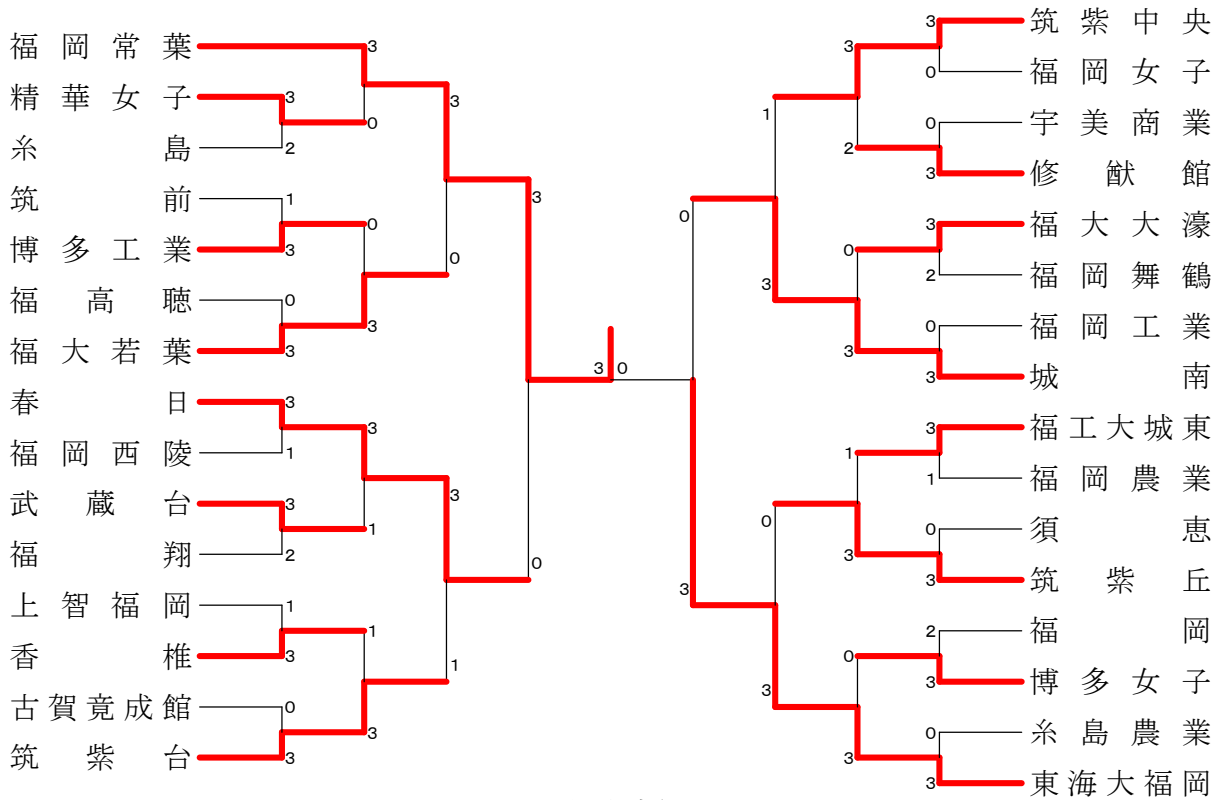 福岡常葉
3
精華女子
3
0
糸島
2
3
筑前
1
0
博多工業
3
0
福高聴
0
3
福大若葉
3
3
春日
3
3
福岡西陵
1
武蔵台
3
1
福翔
2
3
上智福岡
1
1
香椎
3
1
古賀竟成館
0
3
筑紫台
3
0
3 0
筑紫中央
3
3
福岡女子
0
1
宇美商業
0
2
修猷館
3
0
福大大濠
3
0
福岡舞鶴
2
3
福岡工業
0
3
城南
3
福工大城東
3
1
福岡農業
1
0
須恵
0
3
筑紫丘
3
3
福岡
2
0
博多女子
3
3
糸島農業
0
3
東海大福岡
3